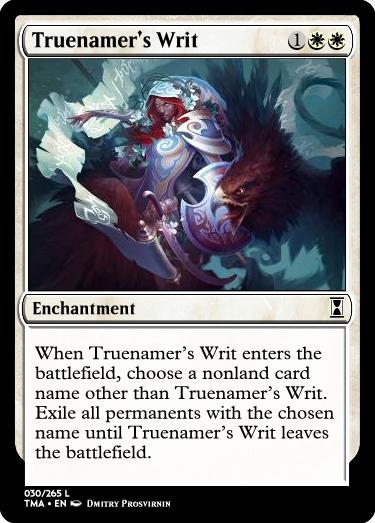 Truenamer's Writ 1
Enchantment
When Truenamer's Writ enters the
battlefield, choose a nonland card
name other than Truenamer's Writ.
Exile all permanents with the chosen
name until Truenamer's Writ leaves
the battlefield.
030/265 L
TMA • EN Dmitry Prosvirnin